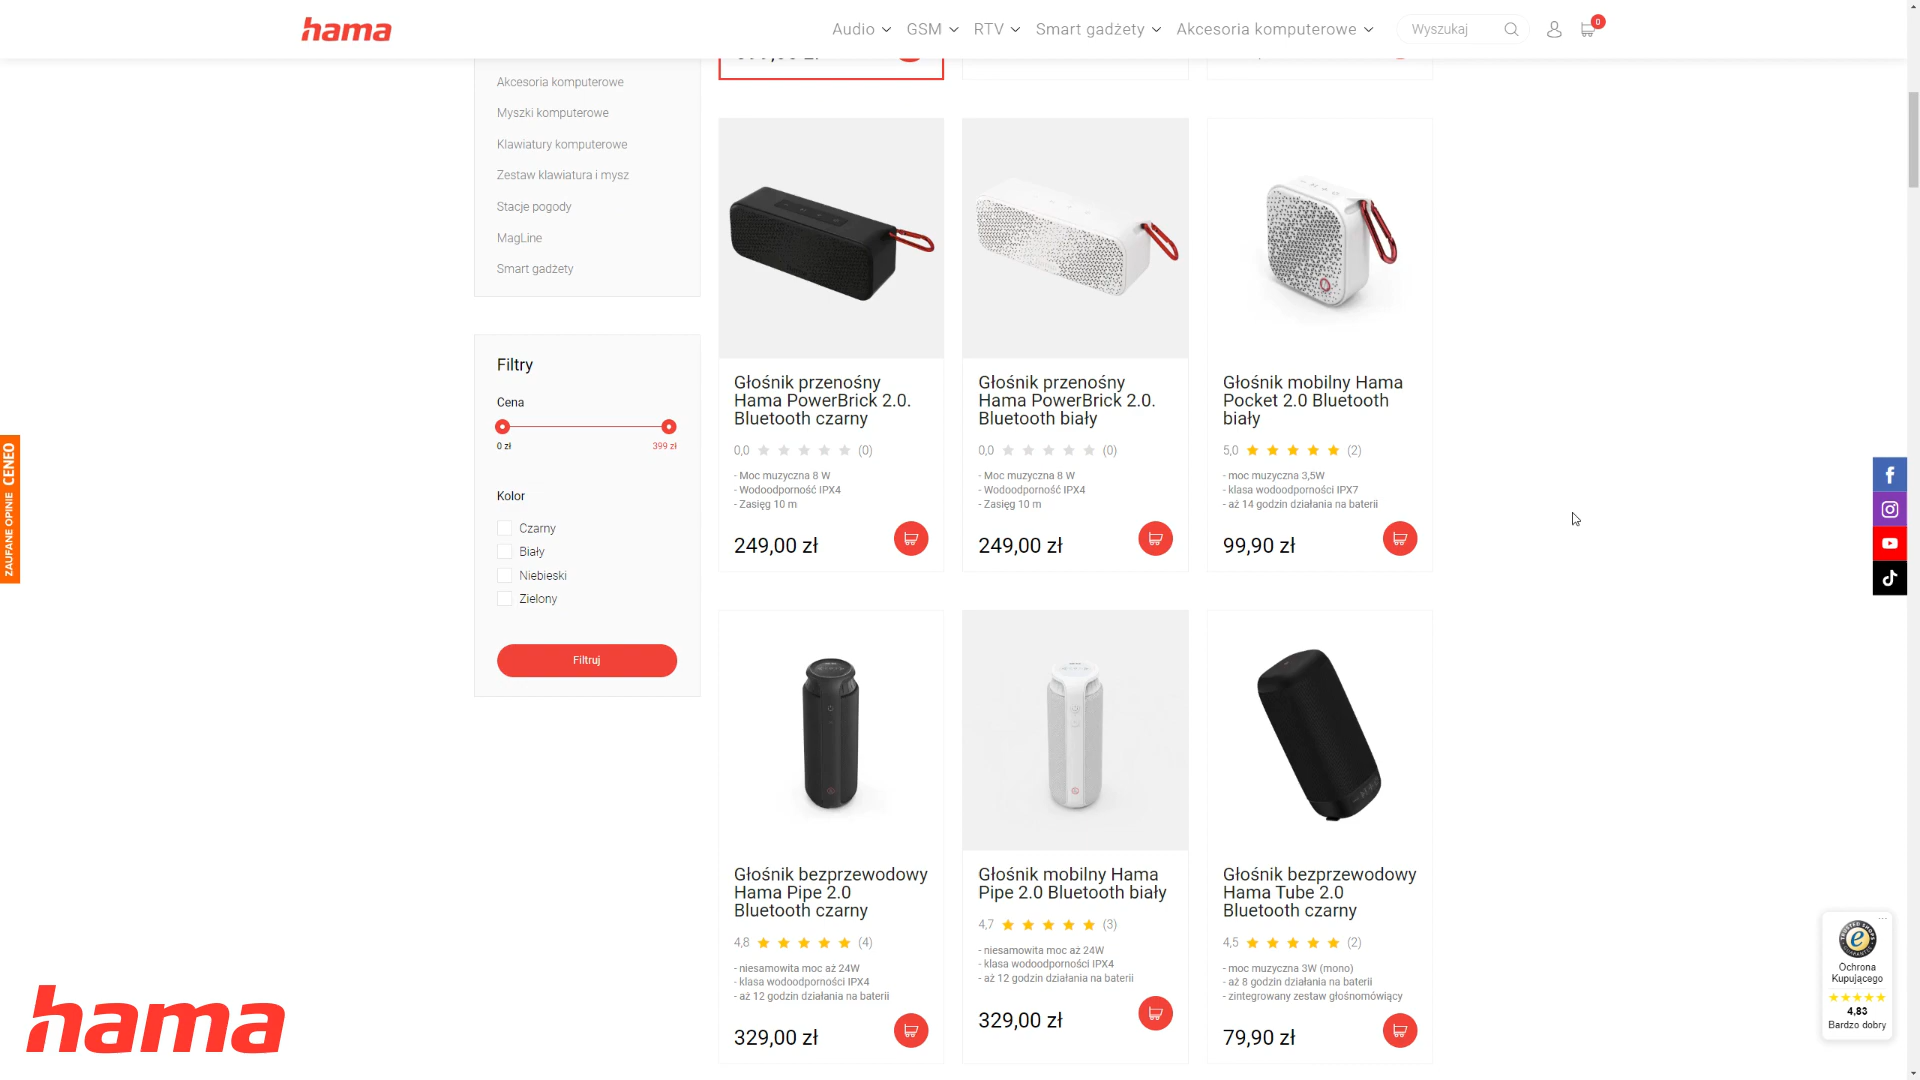 hama
Audio
GSM
RTV
Smart gadżety
Akcesoria komputerowe
Wyszukaj
0
Akcesoria komputerowe
Myszki komputerowe
Klawiatury komputerowe
Zestaw klawiatura i mysz
Stacje pogody
MagLine
Smart gadżety
Filtry
Cena
0 zł
399 zł
Kolor
Czarny
Biały
Niebieski
Zielony
Filtruj
Głośnik przenośny
Hama PowerBrick 2.0.
Bluetooth czarny
0,0 (0)
- Moc muzyczna 8 W
- Wodoodporność IPX4
- Zasięg 10 m
249,00 zł
Głośnik przenośny
Hama PowerBrick 2.0.
Bluetooth biały
0,0 (0)
- Moc muzyczna 8 W
- Wodoodporność IPX4
- Zasięg 10 m
249,00 zł
Głośnik mobilny Hama
Pocket 2.0 Bluetooth
biały
5,0 (2)
- moc muzyczna 3,5W
- klasa wodoodporności IPX7
- aż 14 godzin działania na baterii
99,90 zł
Głośnik bezprzewodowy
Hama Pipe 2.0
Bluetooth czarny
4,8 (4)
- niesamowita moc aż 24W
- klasa wodoodporności IPX4
- aż 12 godzin działania na baterii
329,00 zł
Głośnik mobilny Hama
Pipe 2.0 Bluetooth biały
4,7 (3)
- niesamowita moc aż 24W
- klasa wodoodporności IPX4
- aż 12 godzin działania na baterii
329,00 zł
Głośnik bezprzewodowy
Hama Tube 2.0
Bluetooth czarny
4,5 (2)
- moc muzyczna 3W (mono)
- aż 8 godzin działania na baterii
- zintegrowany zestaw głośnomówiący
79,90 zł
ZAUFANE OPINIE CENEO
Ochrona
Kupującego
4,83
Bardzo dobry
hama